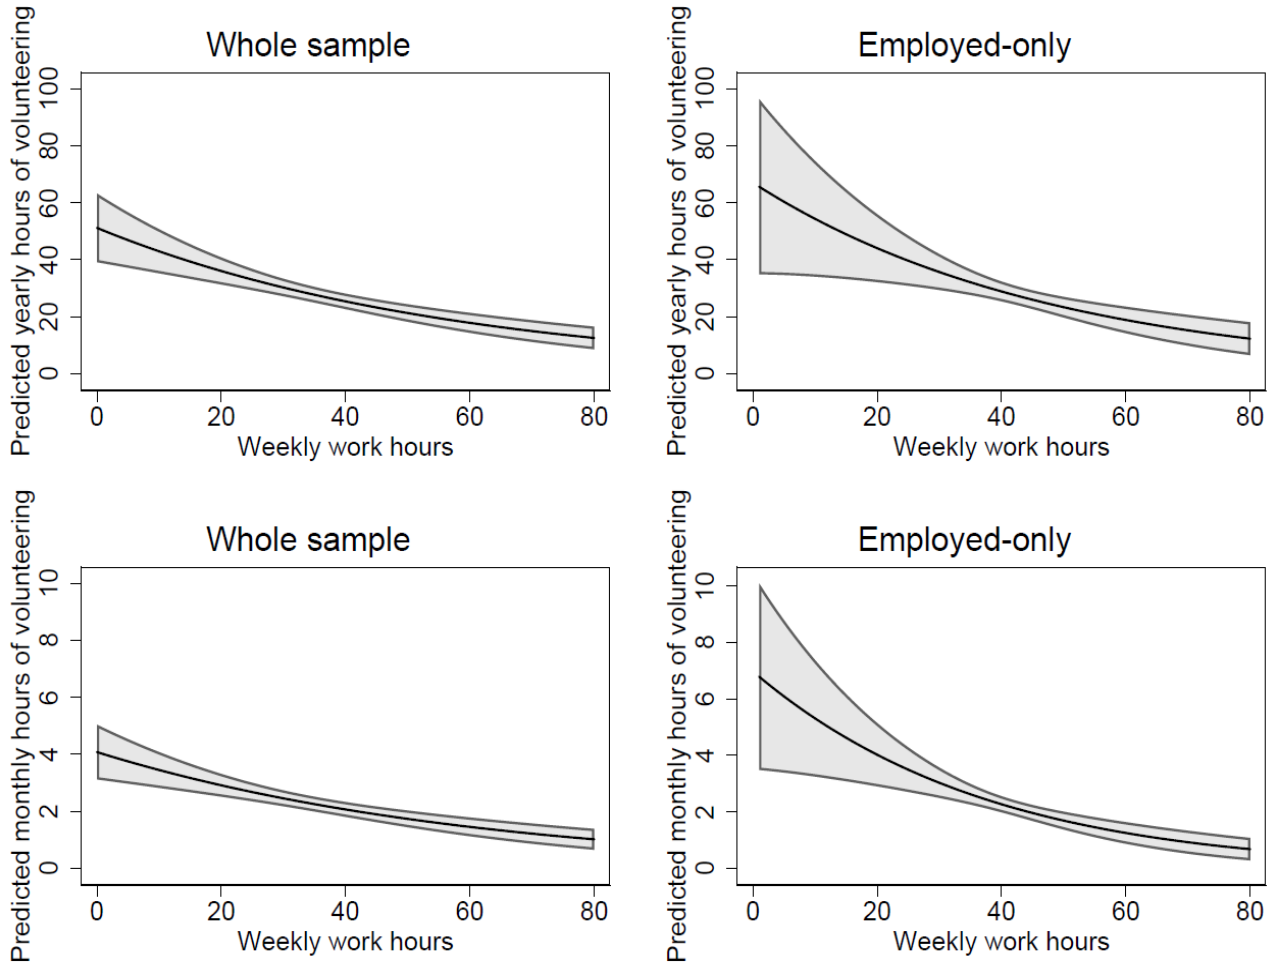 Whole sample
Predicted yearly hours of volunteering
100
80
60
40
20
0
0 20 40 60 80
Weekly work hours
Employed-only
Predicted yearly hours of volunteering
100
80
60
40
20
0
0 20 40 60 80
Weekly work hours
Whole sample
Predicted monthly hours of volunteering
10
8
6
4
2
0
0 20 40 60 80
Weekly work hours
Employed-only
Predicted monthly hours of volunteering
10
8
6
4
2
0
0 20 40 60 80
Weekly work hours